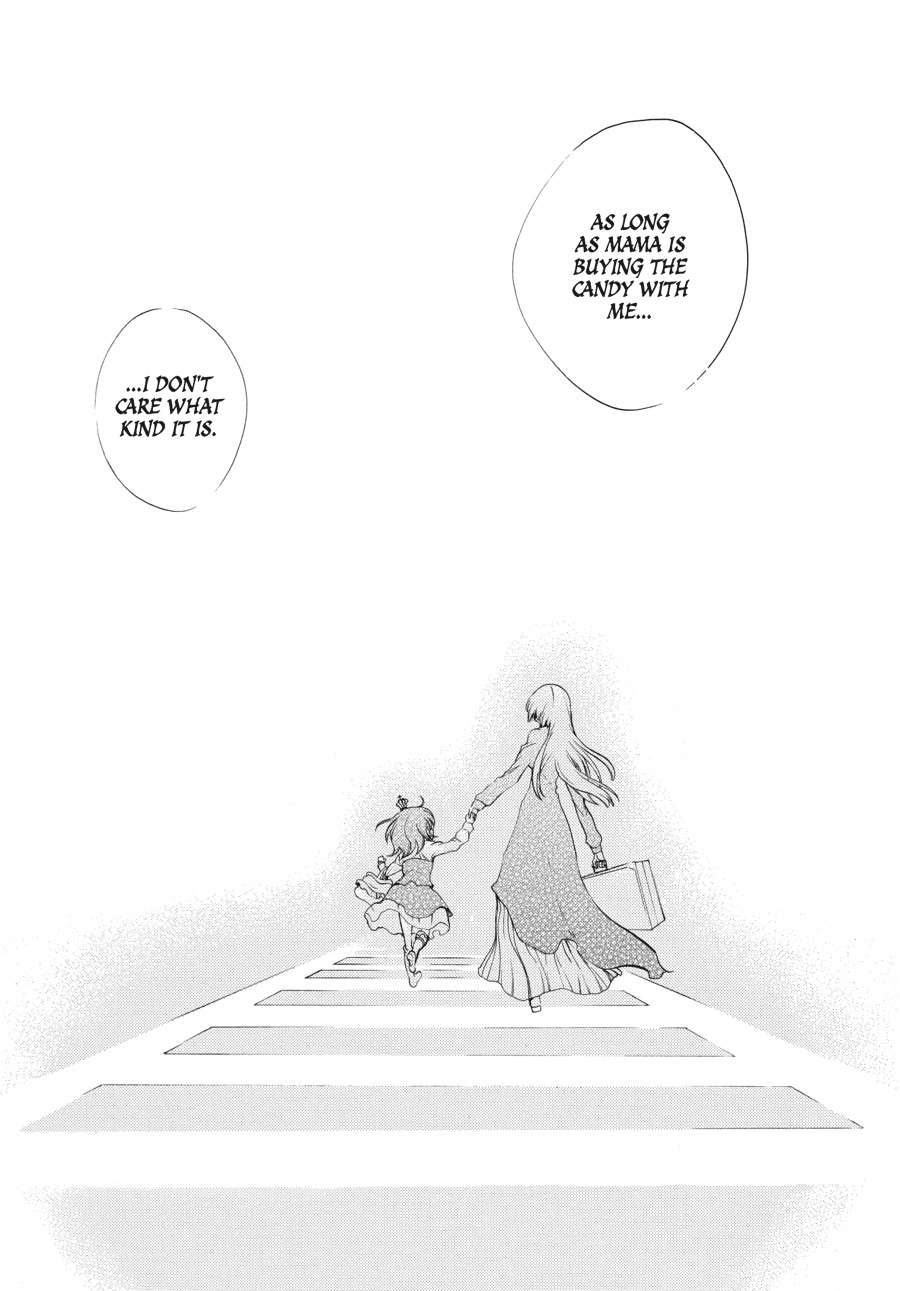 AS LONG
AS MAMA IS
BUYING THE
CANDY WITH
ME...
...I DON'T
CARE WHAT
KIND IT IS.